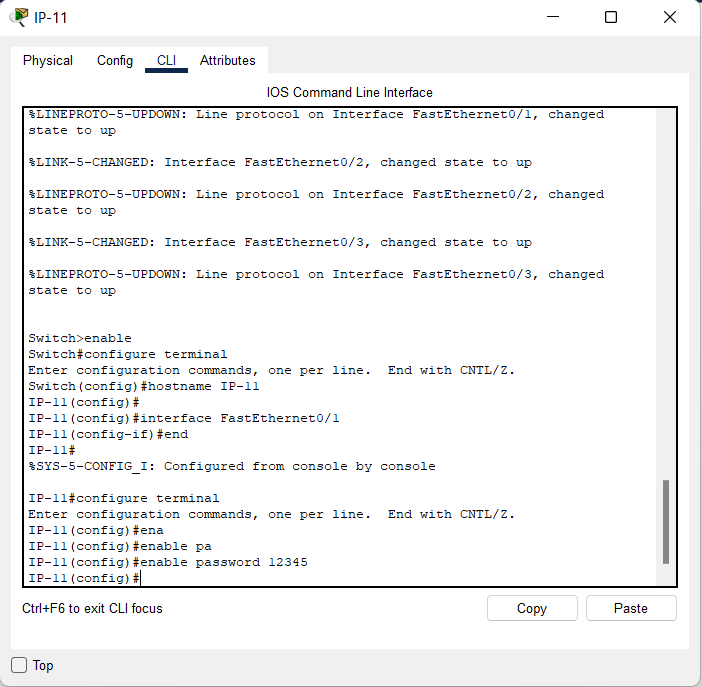 IP-11
Physical Config CLI Attributes
IOS Command Line Interface
%LINEPROTO-5-UPDOWN: Line protocol on Interface FastEthernet0/1, changed
state to up
%LINK-5-CHANGED: Interface FastEthernet0/2, changed state to up
%LINEPROTO-5-UPDOWN: Line protocol on Interface FastEthernet0/2, changed
state to up
%LINK-5-CHANGED: Interface FastEthernet0/3, changed state to up
%LINEPROTO-5-UPDOWN: Line protocol on Interface FastEthernet0/3, changed
state to up
Switch>enable
Switch#configure terminal
Enter configuration commands, one per line.  End with CNTL/Z.
Switch(config)#hostname IP-11
IP-11(config)#
IP-11(config)#interface FastEthernet0/1
IP-11(config-if)#end
IP-11#
%SYS-5-CONFIG_I: Configured from console by console
IP-11#configure terminal
Enter configuration commands, one per line.  End with CNTL/Z.
IP-11(config)#ena
IP-11(config)#enable pa
IP-11(config)#enable password 12345
IP-11(config)#
Ctrl+F6 to exit CLI focus
Copy Paste
Top